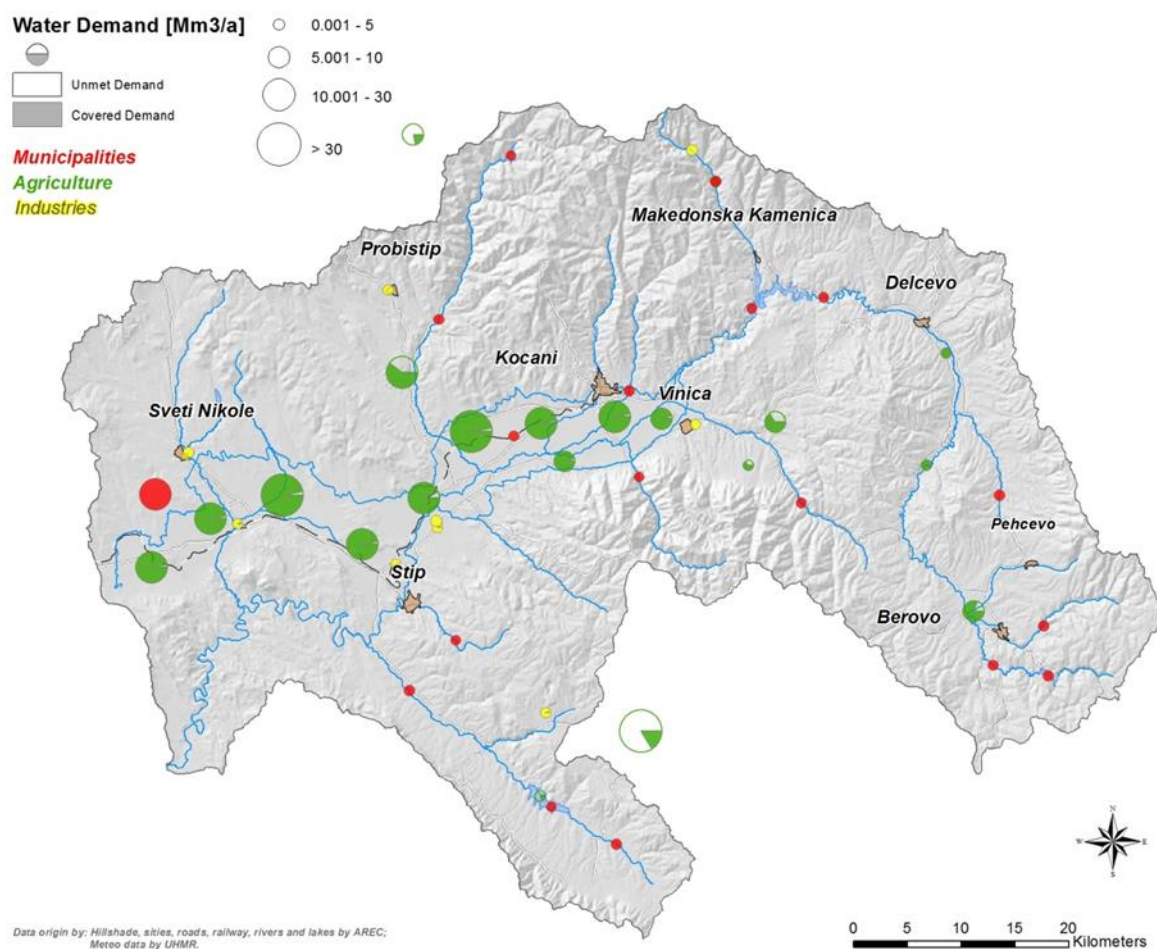 Water Demand [Mm3/a]
Unmet Demand
Covered Demand
Municipalities
Agriculture
Industries
0.001 - 5
5.001 - 10
10.001 - 30
> 30
Makedonska Kamenica
Probistip
Delcevo
Kocani
Vinica
Sveti Nikole
Pehcevo
Stip
Berovo
N
W
E
S
0 5 10 15 20
Kilometers
Data origin by: Hillshade, sities, roads, railway, rivers and lakes by AREC;
Meteo data by UHMR.